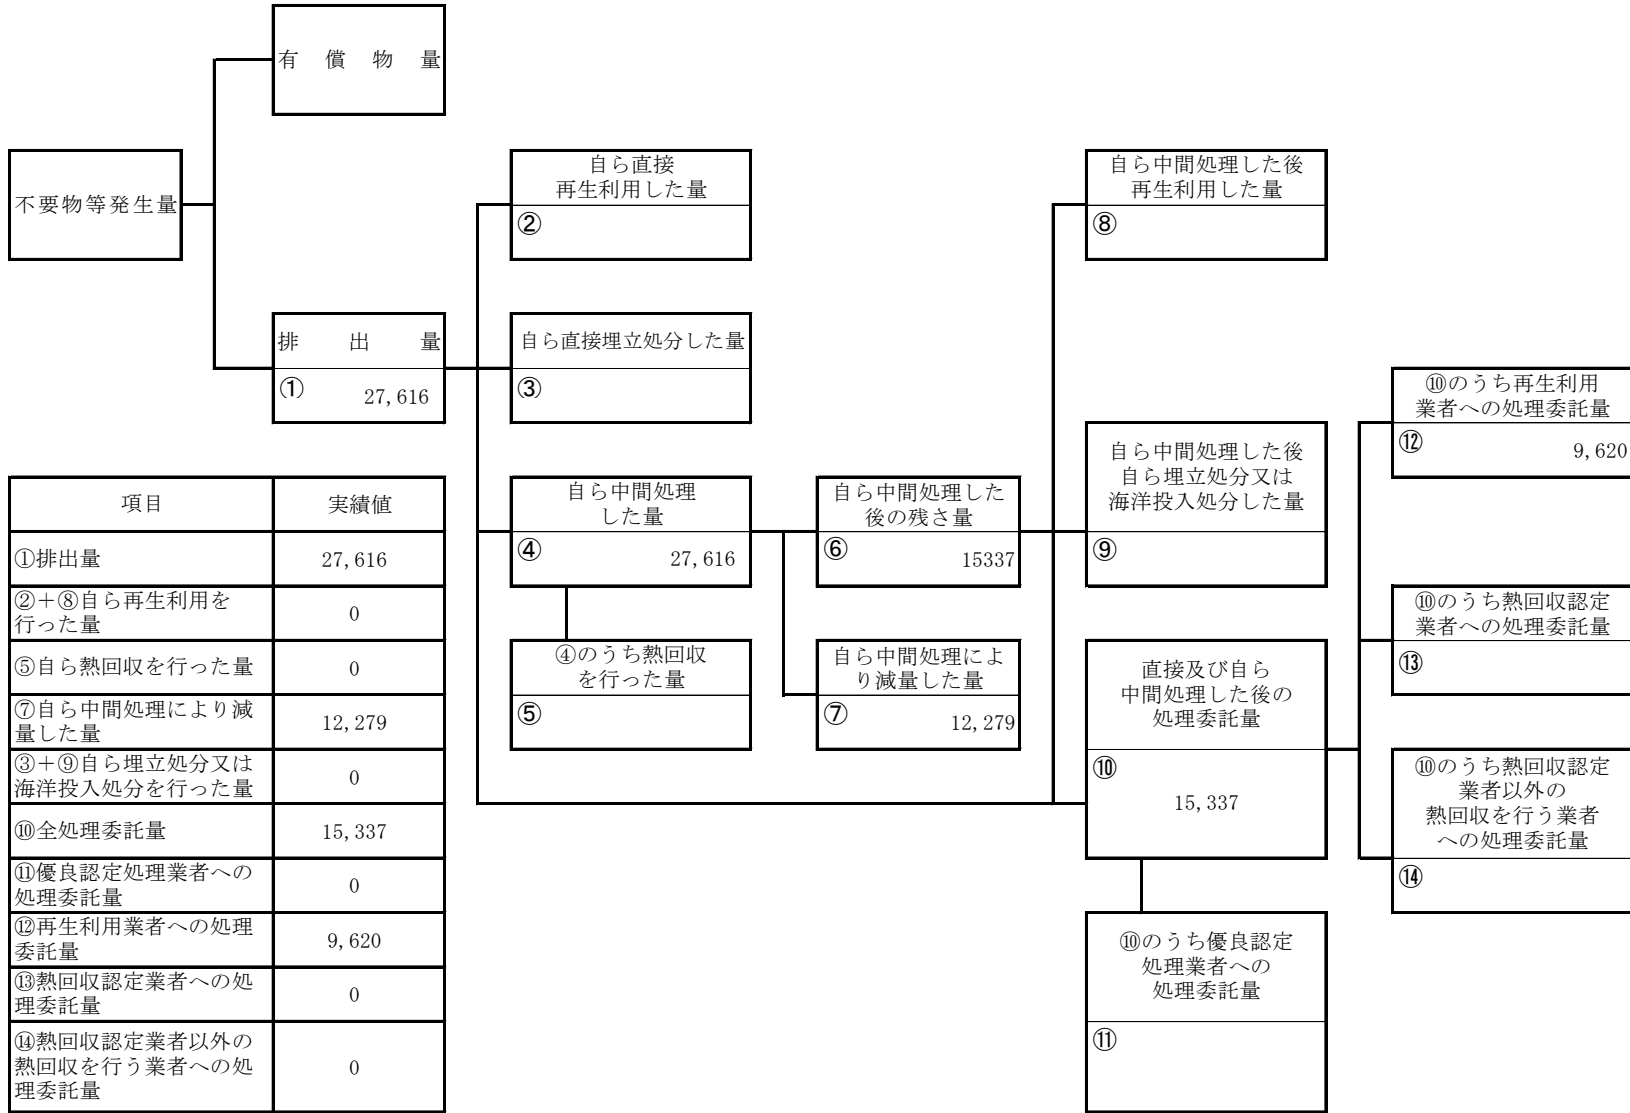 有償物量
不要物等発生量
排出量
① 27,616
自ら直接
再生利用した量
②
自ら直接埋立処分した量
③
自ら中間処理
した量
④ 27,616
④のうち熱回収
を行った量
⑤
自ら中間処理した
後の残さ量
⑥ 15337
自ら中間処理によ
り減量した量
⑦ 12,279
自ら中間処理した後
再生利用した量
⑧
自ら中間処理した後
自ら埋立処分又は
海洋投入処分した量
⑨
直接及び自ら
中間処理した後の
処理委託量
⑩
15,337
⑩のうち優良認定
処理業者への
処理委託量
⑪
⑩のうち再生利用
業者への処理委託量
⑫ 9,620
⑩のうち熱回収認定
業者への処理委託量
⑬
⑩のうち熱回収認定
業者以外の
熱回収を行う業者
への処理委託量
⑭
項目 実績値
①排出量 27,616
②+⑧自ら再生利用を
行った量 0
⑤自ら熱回収を行った量 0
⑦自ら中間処理により減
量した量 12,279
③+⑨自ら埋立処分又は
海洋投入処分を行った量 0
⑩全処理委託量 15,337
⑪優良認定処理業者への
処理委託量 0
⑫再生利用業者への処理
委託量 9,620
⑬熱回収認定業者への処
理委託量 0
⑭熱回収認定業者以外の
熱回収を行う業者への処
理委託量 0